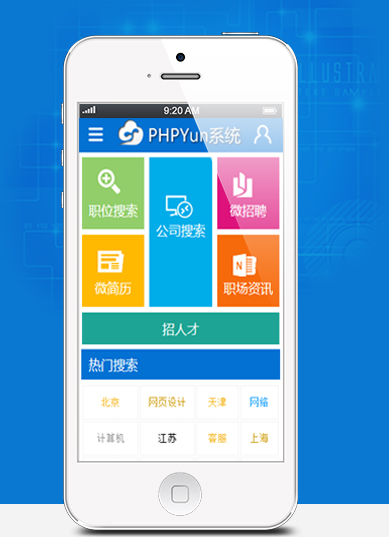 ILLUSTRA
9:20 AM
PHPYun系统
职位搜索
公司搜索
微招聘
微简历
职场资讯
招人才
热门搜索
北京 网页设计 天津 网络
计算机 江苏 客服 上海